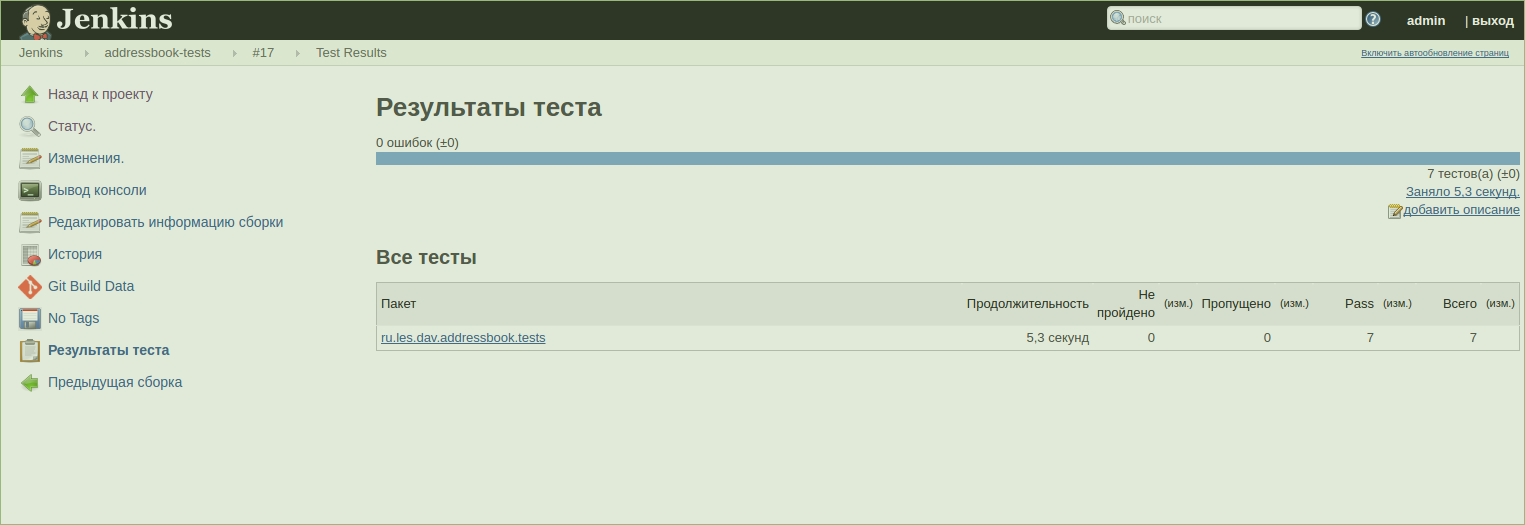 Jenkins
поиск
admin
| выход
Jenkins
addressbook-tests
#17
Test Results
Включить автообновление страниц
Назад к проекту
Статус.
Изменения.
Вывод консоли
Редактировать информацию сборки
История
Git Build Data
No Tags
Результаты теста
Предыдущая сборка
Результаты теста
0 ошибок (±0)
7 тестов(а) (±0)
Заняло 5,3 секунд.
добавить описание
Все тесты
Пакет Продолжительность Не пройдено (изм.) Пропущено (изм.) Pass (изм.) Всего (изм.)
ru.les.dav.addressbook.tests 5,3 секунд 0 0 7 7